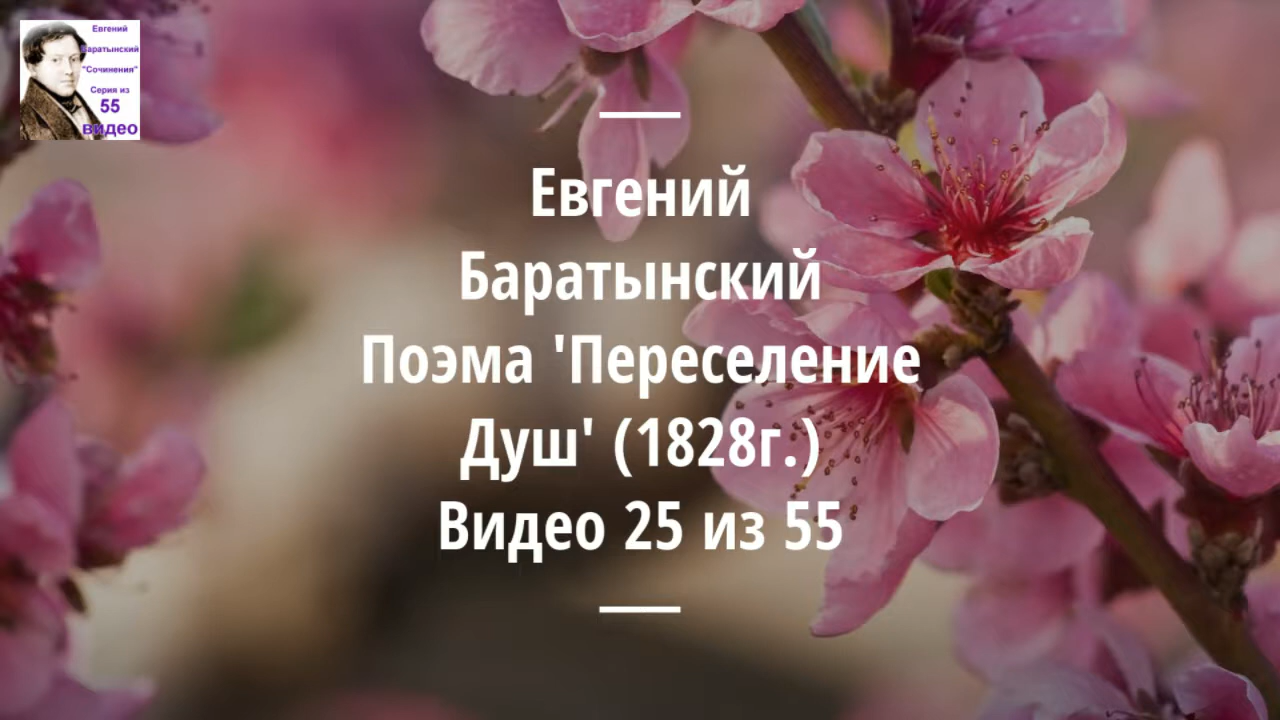 Евгений
Баратынский
"Сочинения"
Серия из
55
видео
Евгений
Баратынский
Поэма 'Переселение
Душ' (1828г.)
Видео 25 из 55